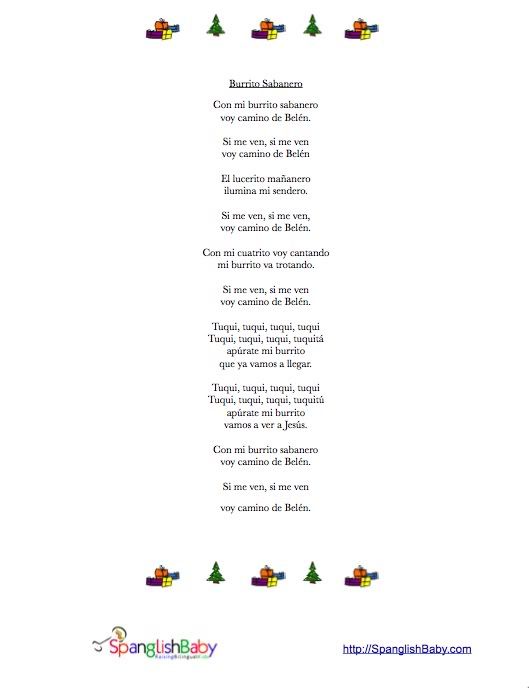 Burrito Sabanero
Con mi burrito sabanero
voy camino de Belén.
Si me ven, si me ven
voy camino de Belén
El lucerito mañanero
ilumina mi sendero.
Si me ven, si me ven,
voy camino de Belén.
Con mi cuatrito voy cantando
mi burrito va trotando.
Si me ven, si me ven
voy camino de Belén.
Tuqui, tuqui, tuqui, tuqui
Tuqui, tuqui, tuqui, tuquitá
apúrate mi burrito
que ya vamos a llegar.
Tuqui, tuqui, tuqui, tuqui
Tuqui, tuqui, tuqui, tuquitú
apúrate mi burrito
vamos a ver a Jesús.
Con mi burrito sabanero
voy camino de Belén.
Si me ven, si me ven
voy camino de Belén.
SpanglishBaby
http://SpanglishBaby.com